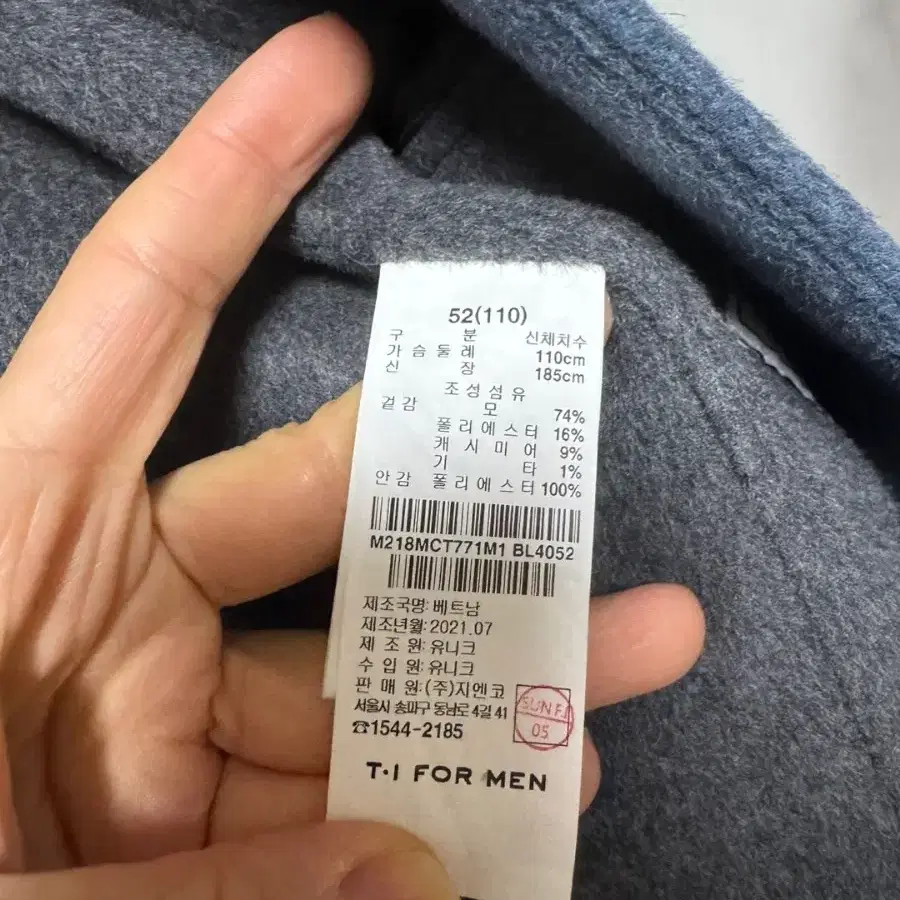 52(110)
구 분 신체치수
가 슴 둘 레 110cm
신 장 185cm
조 성 섬 유
겉 감 모 74%
폴 리 에 스 터 16%
캐 시 미 어 9%
기 타 1%
안 감 폴 리 에 스 터 100%
M218MCT771M1 BL4052
제조국명: 베트남
제조년월: 2021.07
제 조 원: 유니크
수 입 원: 유니크
판 매 원: (주)지엔코
서울시 송파구 동남로 4길 41
☎1544-2185
SUN F.I
05
T·I FOR MEN